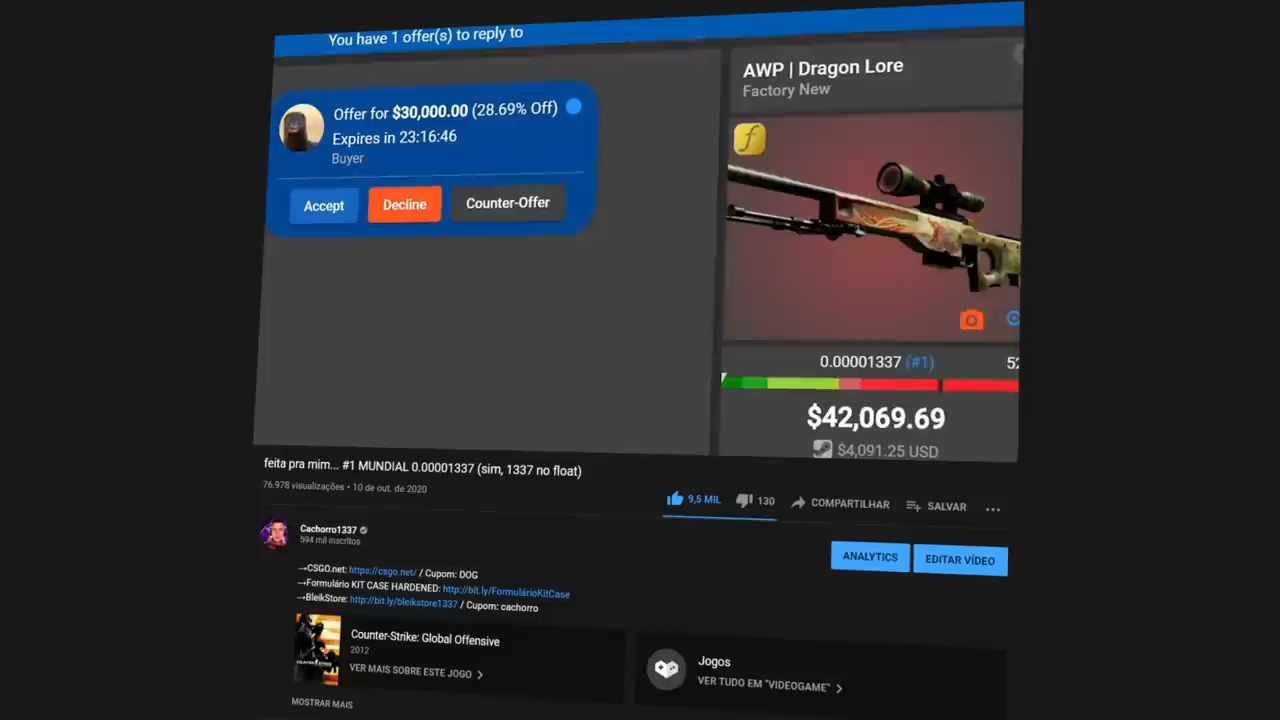 You have 1 offer(s) to reply to
Offer for $30,000.00 (28.69% Off)
Expires in 23:16:46
Buyer
Accept
Decline
Counter-Offer
AWP | Dragon Lore
Factory New
f
0.00001337 (#1)
52
$42,069.69
$4,091.25 USD
feita pra mim... #1 MUNDIAL 0.00001337 (sim, 1337 no float)
76.978 visualizações • 10 de out. de 2020
9,5 MIL
130
COMPARTILHAR
SALVAR
Cachorro1337
594 mil inscritos
ANALYTICS
EDITAR VÍDEO
→CSGO.net: https://csgo.net/ / Cupom: DOG
→Formulário KIT CASE HARDENED: http://bit.ly/FormulárioKitCase
→BleikStore: http://bit.ly/bleikstore1337 / Cupom: cachorro
Counter-Strike: Global Offensive
2012
VER MAIS SOBRE ESTE JOGO
Jogos
VER TUDO EM "VIDEOGAME"
MOSTRAR MAIS